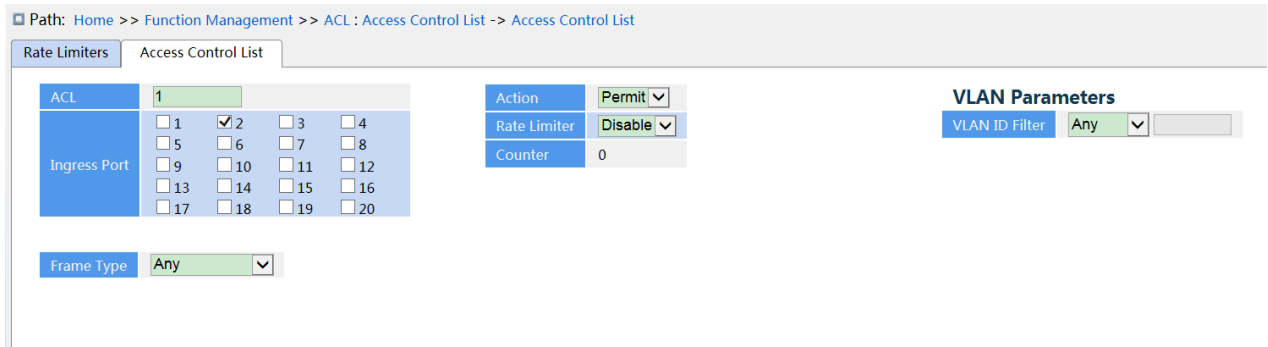 Path: Home >> Function Management >> ACL : Access Control List -> Access Control List
Rate Limiters Access Control List
ACL 1
Ingress Port
1 2 3 4
5 6 7 8
9 10 11 12
13 14 15 16
17 18 19 20
Frame Type Any
Action Permit
Rate Limiter Disable
Counter 0
VLAN Parameters
VLAN ID Filter Any